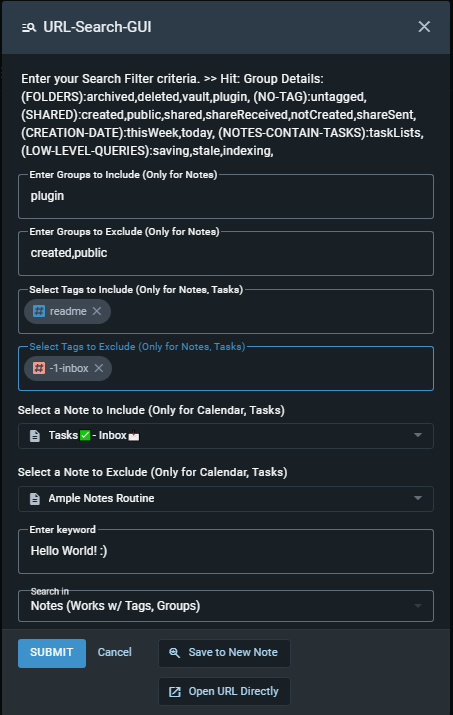 URL-Search-GUI
Enter your Search Filter criteria. >> Hit: Group Details:
(FOLDERS):archived,deleted,vault,plugin, (NO-TAG):untagged,
(SHARED):created,public,shared,shareReceived,notCreated,shareSent,
(CREATION-DATE):thisWeek,today, (NOTES-CONTAIN-TASKS):taskLists,
(LOW-LEVEL-QUERIES):saving,stale,indexing,
Enter Groups to Include (Only for Notes)
plugin
Enter Groups to Exclude (Only for Notes)
created,public
Select Tags to Include (Only for Notes, Tasks)
readme
Select Tags to Exclude (Only for Notes, Tasks)
-1-inbox
Select a Note to Include (Only for Calendar, Tasks)
Tasks✅- Inbox📩
Select a Note to Exclude (Only for Calendar, Tasks)
Ample Notes Routine
Enter keyword
Hello World! :)
Search in
Notes (Works w/ Tags, Groups)
SUBMIT Cancel Save to New Note
Open URL Directly